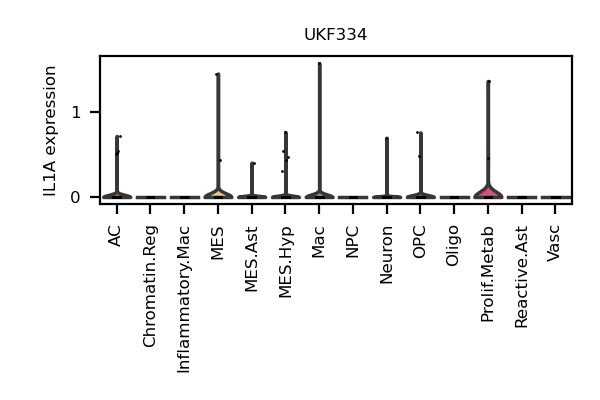 UKF334
IL1A expression
1
0
AC
Chromatin.Reg
Inflammatory.Mac
MES
MES.Ast
MES.Hyp
Mac
NPC
Neuron
OPC
Oligo
Prolif.Metab
Reactive.Ast
Vasc